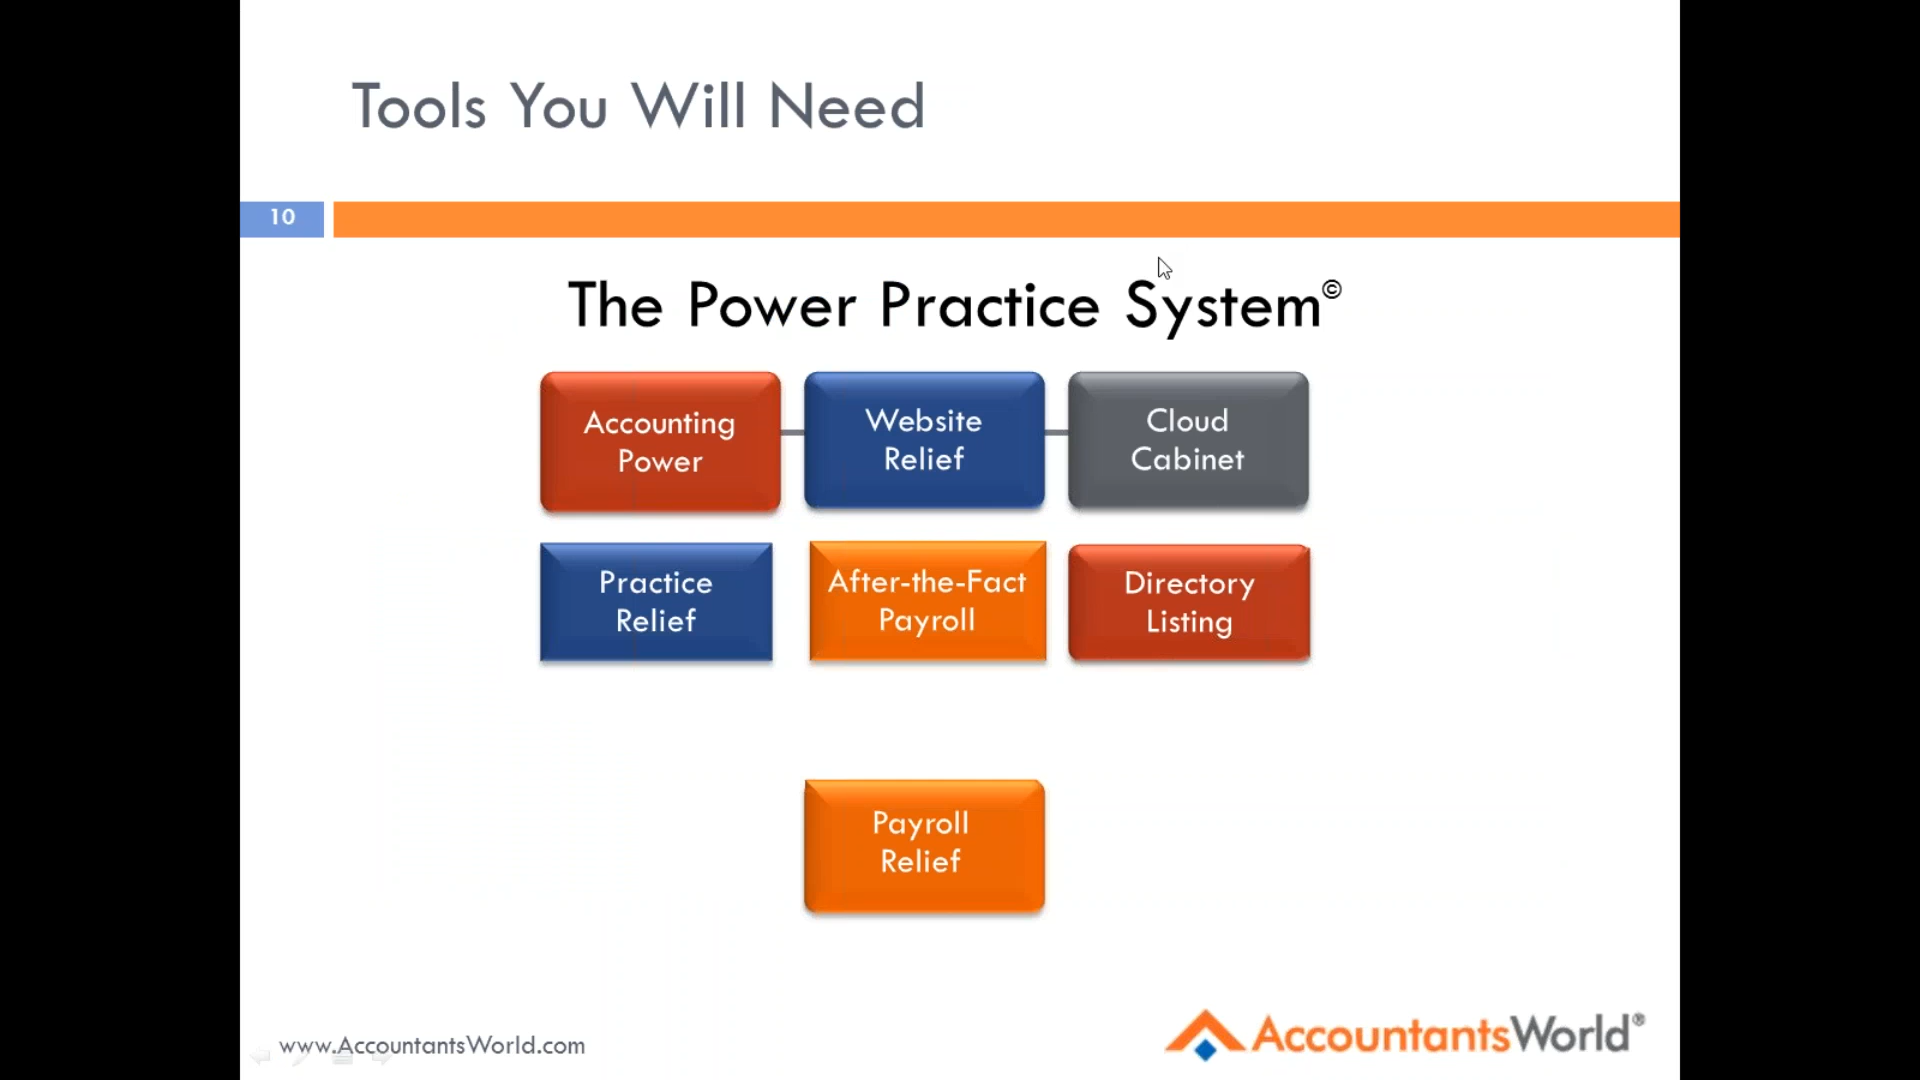 Tools You Will Need
10
The Power Practice System©
Accounting
Power
Website
Relief
Cloud
Cabinet
Practice
Relief
After-the-Fact
Payroll
Directory
Listing
Payroll
Relief
www.AccountantsWorld.com
AccountantsWorld®